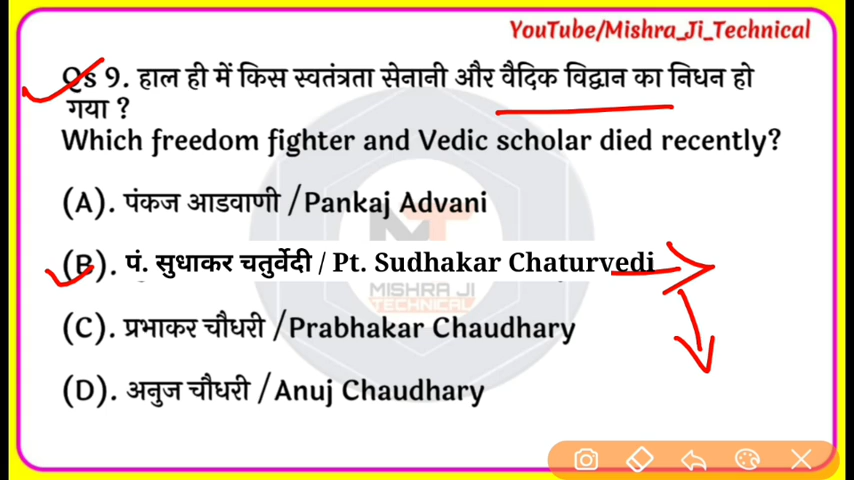 YouTube/Mishra_Ji_Technical
Qs 9. हाल ही में किस स्वतंत्रता सेनानी और वैदिक विद्वान का निधन हो
गया ?
Which freedom fighter and Vedic scholar died recently?
(A). पंकज आडवाणी /Pankaj Advani
(B). पं. सुधाकर चतुर्वेदी / Pt. Sudhakar Chaturvedi
MISHRA JI
TECHNICAL
(C). प्रभाकर चौधरी /Prabhakar Chaudhary
(D). अनुज चौधरी /Anuj Chaudhary